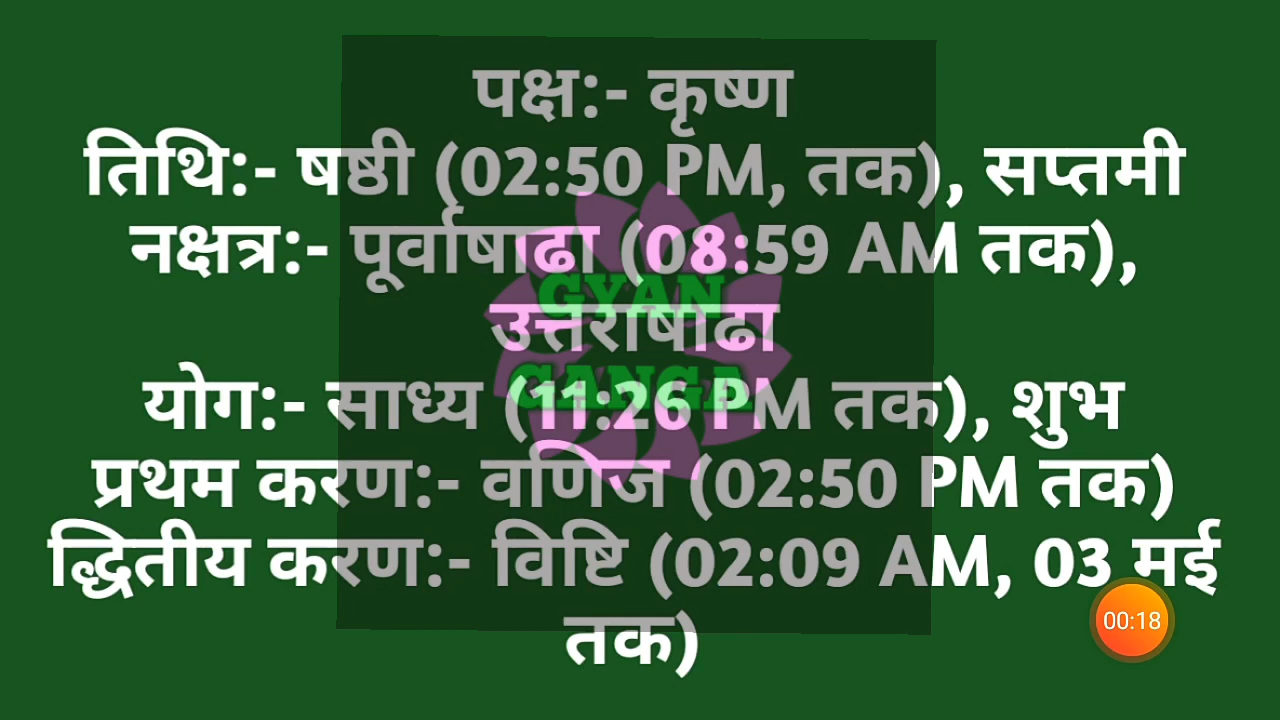 पक्ष:- कृष्ण
तिथि:- षष्ठी (02:50 PM, तक), सप्तमी
नक्षत्र:- पूर्वाषाढा (08:59 AM तक),
GYAN
उत्तराषाढा
GANGA
योग:- साध्य (11:26 PM तक), शुभ
प्रथम करण:- वणिज (02:50 PM तक)
द्धितीय करण:- विष्टि (02:09 AM, 03 मई
तक)
00:18